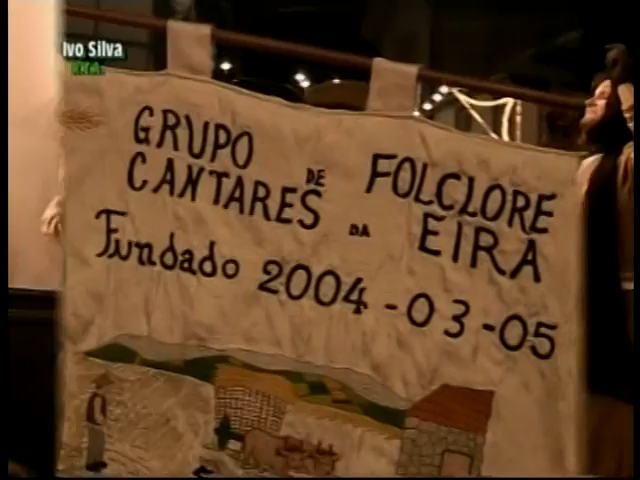 Ivo Silva
GRUPO DE FOLCLORE
CANTARES DA EIRA
Fundado 2004-03-05